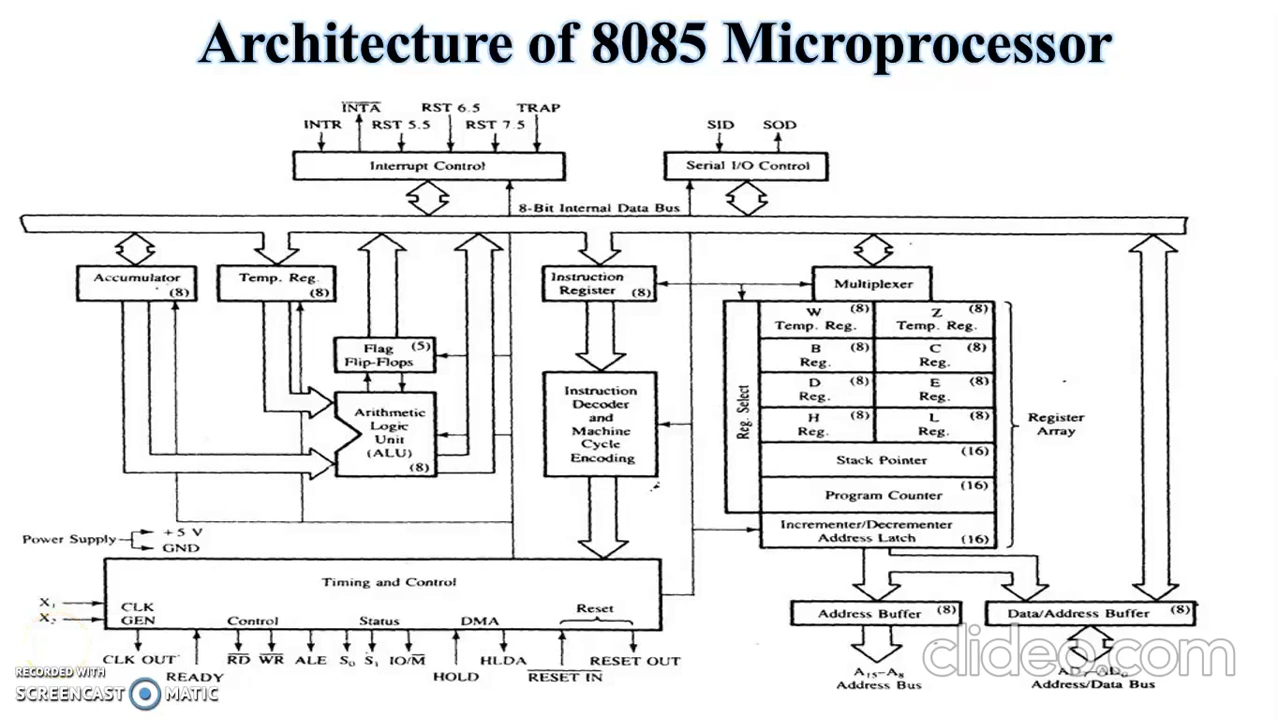 Architecture of 8085 Microprocessor
INTA RST 6.5 TRAP
INTR RST 5.5 RST 7.5
SID SOD
Interrupt Control
Serial I/O Control
8-Bit Internal Data Bus
Accumulator (8)
Temp. Reg. (8)
Instruction Register (8)
Multiplexer
Flag Flip-Flops (5)
Arithmetic
Logic
Unit
(ALU) (8)
Instruction
Decoder
and
Machine
Cycle
Encoding
Reg. Select
W (8) Z (8)
Temp. Reg. Temp. Reg.
B (8) C (8)
Reg. Reg.
D (8) E (8)
Reg. Reg.
H (8) L (8)
Reg. Reg.
Stack Pointer (16)
Program Counter (16)
Incrementer/Decrementer
Address Latch (16)
Register
Array
Power Supply +5 V
GND
Timing and Control
X1 CLK
X2 GEN
Control Status DMA Reset
CLK OUT RD WR ALE S0 S1 IO/M HLDA RESET OUT
READY HOLD RESET IN
Address Buffer (8)
Data/Address Buffer (8)
A15-A8
Address Bus
AD7-AD0
Address/Data Bus
clideo.com
RECORDED WITH
SCREENCAST MATIC